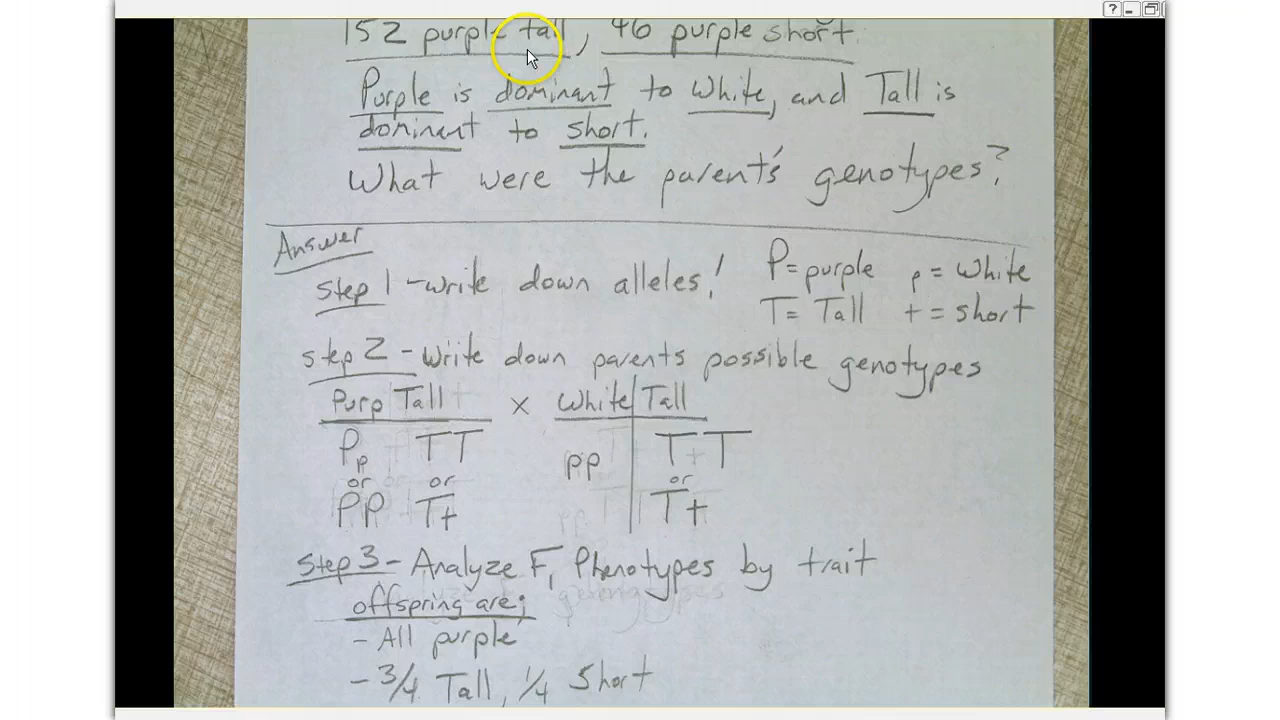 152 purple tall, 46 purple short.
Purple is dominant to white, and Tall is
dominant to short.
What were the parent's genotypes?
Answer
Step 1 - write down alleles! P = purple p = white
T = Tall t = short
step 2 - Write down parents possible genotypes
Purp Tall x White Tall
Pp TT pp TT
or or or
PP Tt Tt
Step 3 - Analyze F1 Phenotypes by trait
offspring are;
- All purple
- 3/4 Tall, 1/4 Short